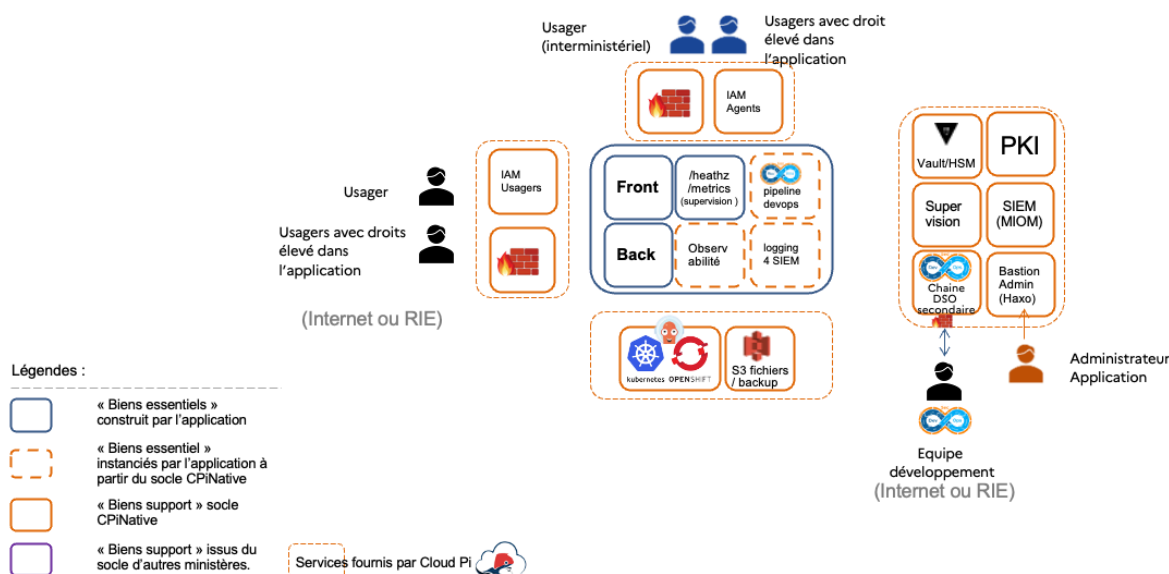 Usager
(interministériel)
Usagers avec droit
élevé dans
l'application
IAM
Agents
Vault/HSM
PKI
Usager
IAM
Usagers
Front
/heathz
/metrics
(supervision )
pipeline
devops
Super
vision
SIEM
(MIOM)
Usagers avec droits
élevé dans
l'application
Back
Observ
abilité
logging
4 SIEM
Chaine
DSO
secondaire
Bastion
Admin
(Haxo)
(Internet ou RIE)
kubernetes
OPENSHIFT
S3 fichiers
/ backup
Administrateur
Application
Equipe
développement
(Internet ou RIE)
Légendes :
« Biens essentiels »
construit par l'application
« Biens essentiel »
instanciés par l'application à
partir du socle CPiNative
« Biens support » socle
CPiNative
« Biens support » issus du
socle d'autres ministères.
Services fournis par Cloud Pi